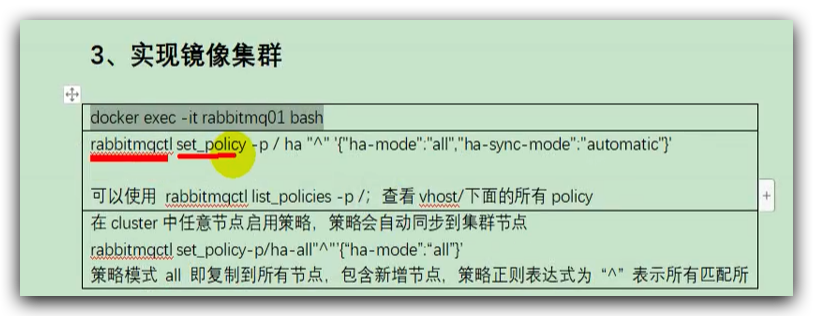 3、实现镜像集群
docker exec -it rabbitmq01 bash
rabbitmqctl set_policy -p / ha "^" '{"ha-mode":"all","ha-sync-mode":"automatic"}'
可以使用 rabbitmqctl list_policies -p /；查看 vhost/下面的所有 policy
在 cluster 中任意节点启用策略，策略会自动同步到集群节点
rabbitmqctl set_policy-p/ha-all"^"'{“ha-mode”:“all”}'
策略模式 all 即复制到所有节点，包含新增节点，策略正则表达式为 “^” 表示所有匹配所